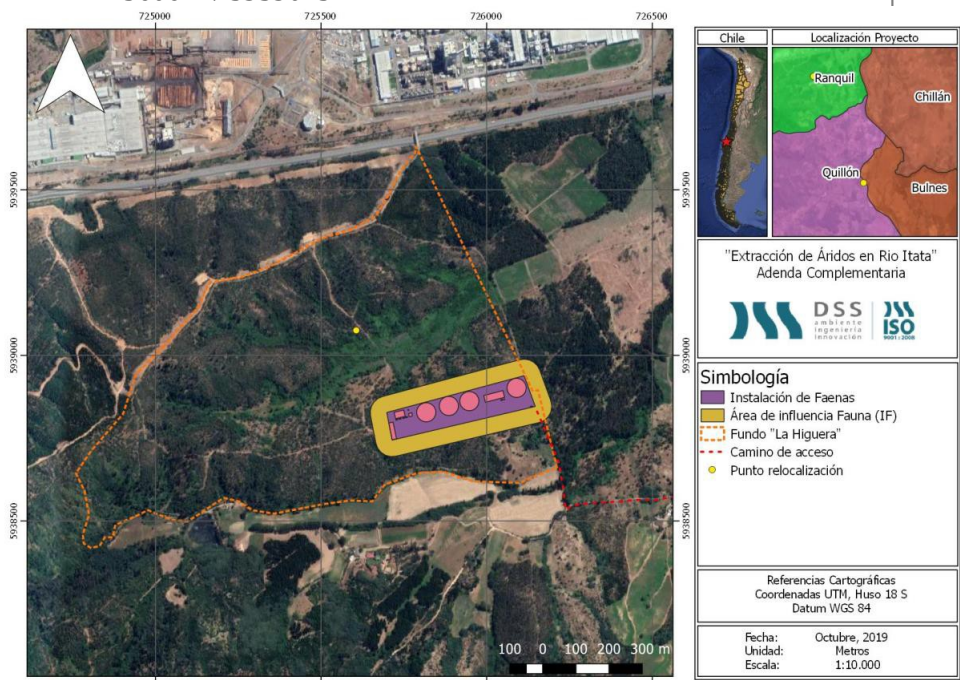 725000
725500
726000
726500
5939500
5939000
5938500
5939500
5939000
5938500
100 0 100 200 300 m
Chile
Localización Proyecto
Ranquil
Chillán
Quillón
Bulnes
"Extracción de Áridos en Rio Itata"
Adenda Complementaria
DSS
ambiente
ingeniería
innovación
ISO
9001:2008
Simbología
Instalación de Faenas
Área de influencia Fauna (IF)
Fundo "La Higuera"
Camino de acceso
Punto relocalización
Referencias Cartográficas
Coordenadas UTM, Huso 18 S
Datum WGS 84
Fecha: Octubre, 2019
Unidad: Metros
Escala: 1:10.000